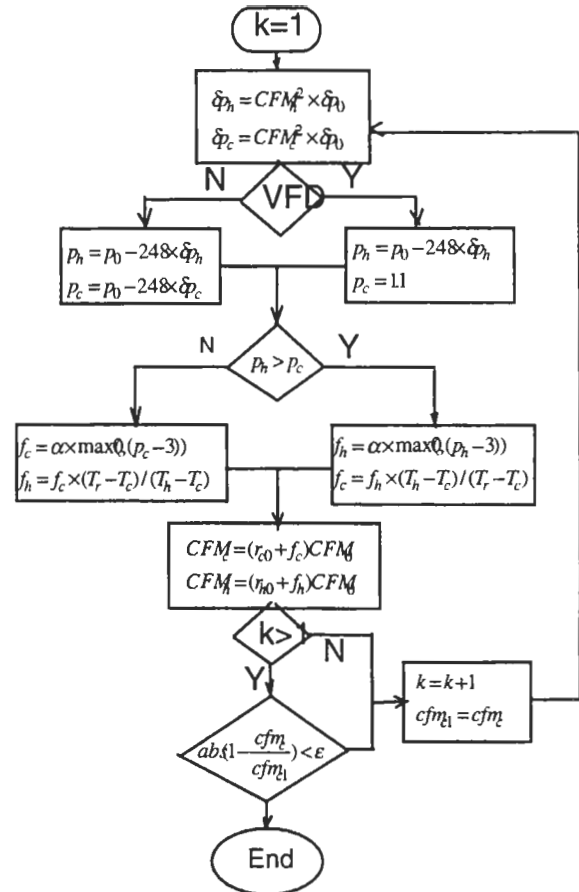 k=1
δp_h = CFM_h^2 × δp_0
δp_c = CFM_c^2 × δp_0
N
VFD
Y
p_h = p_0 − 248 × δp_h
p_c = p_0 − 248 × δp_c
p_h = p_0 − 248 × δp_h
p_c = 1.1
N
p_h > p_c
Y
f_c = α × max(0,(p_c − 3))
f_h = f_c × (T_r − T_c) / (T_h − T_c)
f_h = α × max(0,(p_h − 3))
f_c = f_h × (T_h − T_c) / (T_r − T_c)
CFM_c = (r_c0 + f_c)CFM_0
CFM_h = (r_h0 + f_h)CFM_0
k> 1
N
Y
k = k+1
cfm_c1 = cfm_c
abs(1 − cfm_c / cfm_c1) < ε
End